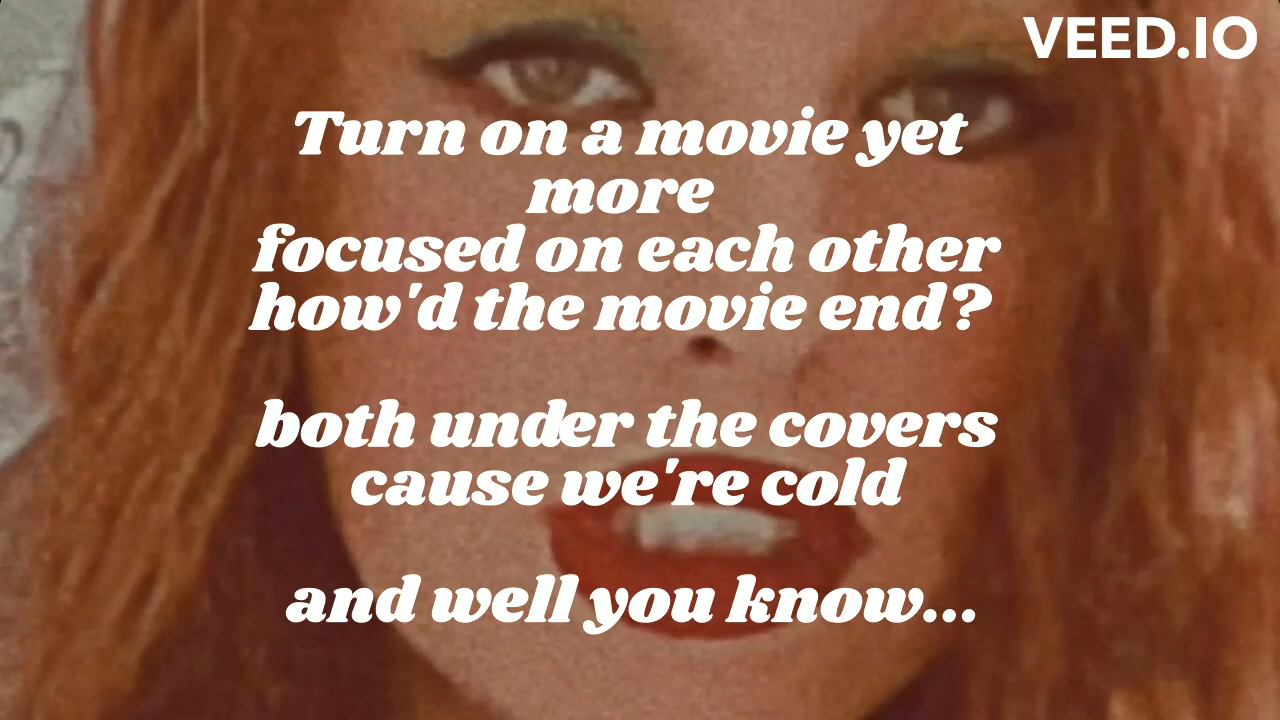 VEED.IO
Turn on a movie yet
more
focused on each other
how'd the movie end?
both under the covers
cause we're cold
and well you know...